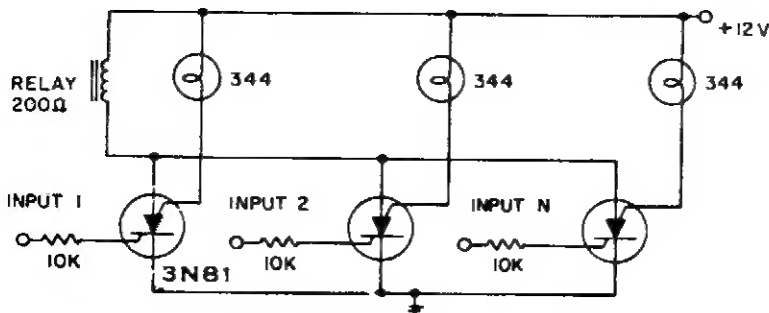 +12V
344
344
344
RELAY
200Ω
INPUT 1
INPUT 2
INPUT N
10K
10K
10K
3N81